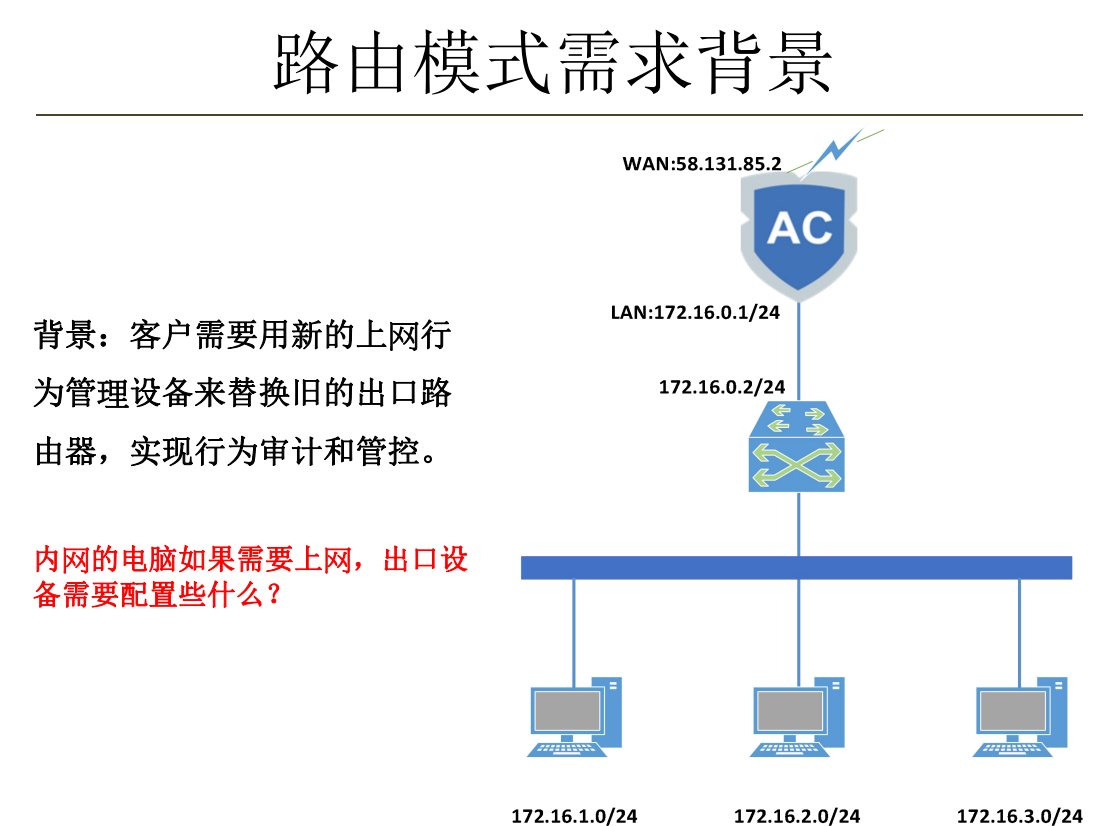 路由模式需求背景
WAN:58.131.85.2
AC
LAN:172.16.0.1/24
背景：客户需要用新的上网行
为管理设备来替换旧的出口路
由器，实现行为审计和管控。
172.16.0.2/24
内网的电脑如果需要上网，出口设
备需要配置些什么？
172.16.1.0/24
172.16.2.0/24
172.16.3.0/24